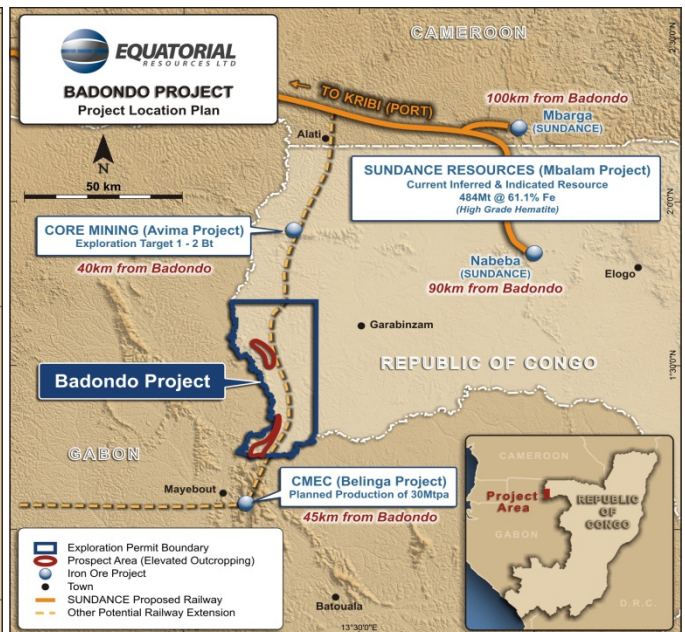 EQUATORIAL
RESOURCES LTD
BADONDO PROJECT
Project Location Plan
N
50 km
CAMEROON
2°30'0"N
TO KRIBI (PORT)
100km from Badondo
Mbarga
(SUNDANCE)
Alati
SUNDANCE RESOURCES (Mbalam Project)
Current Inferred & Indicated Resource
484Mt @ 61.1% Fe
(High Grade Hematite)
2°0'0"N
CORE MINING (Avima Project)
Exploration Target 1 - 2 Bt
40km from Badondo
Nabeba
(SUNDANCE)
90km from Badondo
Elogo
Garabinzam
REPUBLIC OF CONGO
1°30'0"N
Badondo Project
GABON
Mayebout
CMEC (Belinga Project)
Planned Production of 30Mtpa
45km from Badondo
CAMEROON
Project
Area
REPUBLIC
OF
CONGO
GABON
D.R.C.
Exploration Permit Boundary
Prospect Area (Elevated Outcropping)
Iron Ore Project
Town
SUNDANCE Proposed Railway
Other Potential Railway Extension
Batouala
13°30'0"E